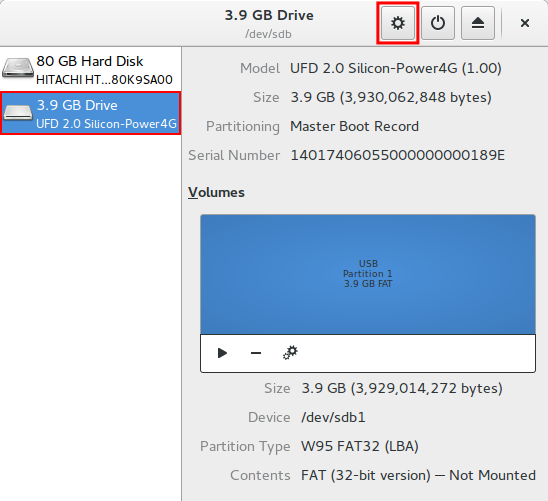 3.9 GB Drive
/dev/sdb
80 GB Hard Disk
HITACHI HT...80K9SA00
3.9 GB Drive
UFD 2.0 Silicon-Power4G
Model UFD 2.0 Silicon-Power4G (1.00)
Size 3.9 GB (3,930,062,848 bytes)
Partitioning Master Boot Record
Serial Number 14017406055000000000189E
Volumes
USB
Partition 1
3.9 GB FAT
Size 3.9 GB (3,929,014,272 bytes)
Device /dev/sdb1
Partition Type W95 FAT32 (LBA)
Contents FAT (32-bit version) — Not Mounted